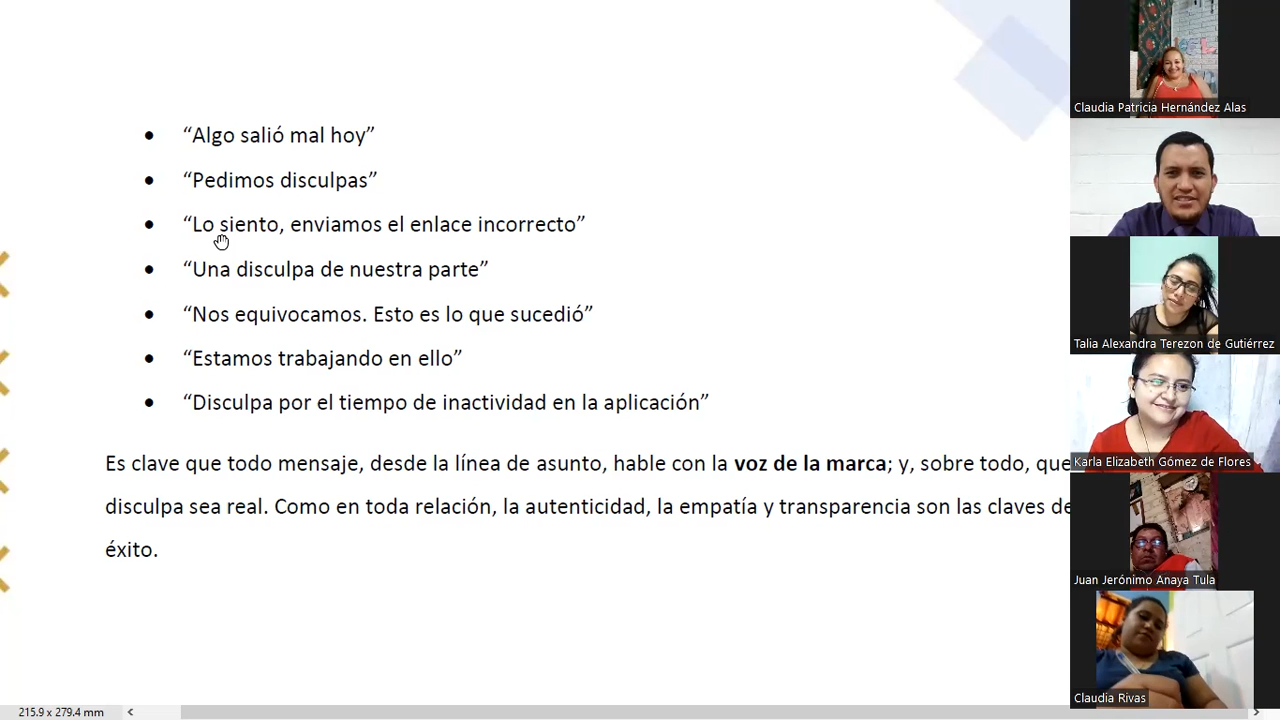 • “Algo salió mal hoy”
• “Pedimos disculpas”
• “Lo siento, enviamos el enlace incorrecto”
• “Una disculpa de nuestra parte”
• “Nos equivocamos. Esto es lo que sucedió”
• “Estamos trabajando en ello”
• “Disculpa por el tiempo de inactividad en la aplicación”
Es clave que todo mensaje, desde la línea de asunto, hable con la voz de la marca; y, sobre todo, que
disculpa sea real. Como en toda relación, la autenticidad, la empatía y transparencia son las claves de
éxito.
215.9 x 279.4 mm
Claudia Patricia Hernández Alas
Talia Alexandra Terezon de Gutiérrez
Karla Elizabeth Gómez de Flores
Juan Jerónimo Anaya Tula
Claudia Rivas